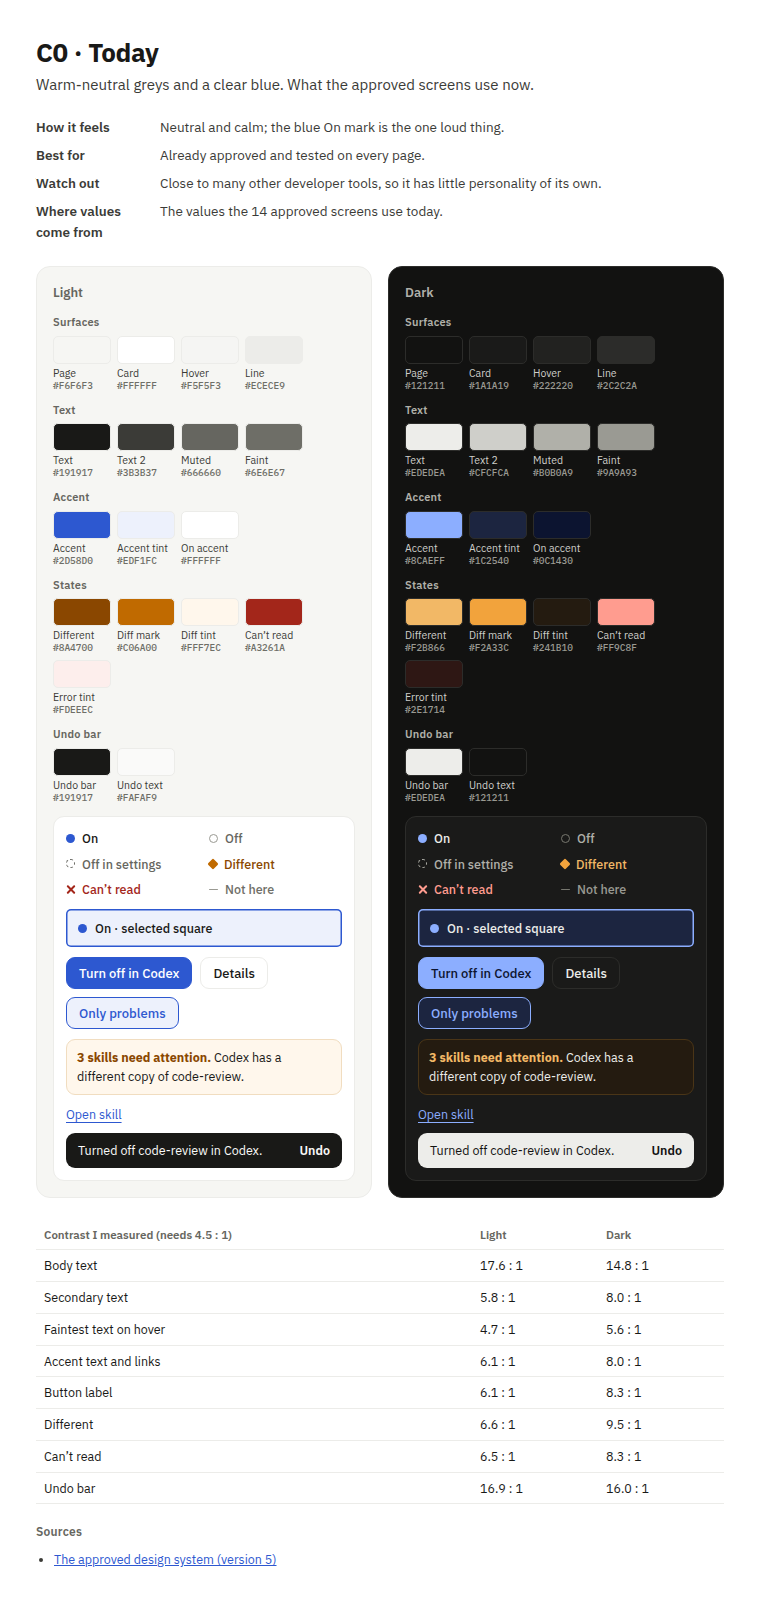 C0 · Today
Warm-neutral greys and a clear blue. What the approved screens use now.
How it feels Neutral and calm; the blue On mark is the one loud thing.
Best for Already approved and tested on every page.
Watch out Close to many other developer tools, so it has little personality of its own.
Where values come from The values the 14 approved screens use today.
Light
Surfaces
Page Card Hover Line
#F6F6F3 #FFFFFF #F5F5F3 #ECECE9
Text
Text Text 2 Muted Faint
#191917 #3B3B37 #666660 #6E6E67
Accent
Accent Accent tint On accent
#2D58D0 #EDF1FC #FFFFFF
States
Different Diff mark Diff tint Can't read
#8A4700 #C06A00 #FFF7EC #A3261A
Error tint
#FDEEEC
Undo bar
Undo bar Undo text
#191917 #FAFAF9
On Off
Off in settings Different
Can't read Not here
On · selected square
Turn off in Codex Details
Only problems
3 skills need attention. Codex has a
different copy of code-review.
Open skill
Turned off code-review in Codex. Undo
Dark
Surfaces
Page Card Hover Line
#121211 #1A1A19 #222220 #2C2C2A
Text
Text Text 2 Muted Faint
#EDEDEA #CFCFCA #B0B0A9 #9A9A93
Accent
Accent Accent tint On accent
#8CAEFF #1C2540 #0C1430
States
Different Diff mark Diff tint Can't read
#F2B866 #F2A33C #241B10 #FF9C8F
Error tint
#2E1714
Undo bar
Undo bar Undo text
#EDEDEA #121211
On Off
Off in settings Different
Can't read Not here
On · selected square
Turn off in Codex Details
Only problems
3 skills need attention. Codex has a
different copy of code-review.
Open skill
Turned off code-review in Codex. Undo
Contrast I measured (needs 4.5 : 1) Light Dark
Body text 17.6 : 1 14.8 : 1
Secondary text 5.8 : 1 8.0 : 1
Faintest text on hover 4.7 : 1 5.6 : 1
Accent text and links 6.1 : 1 8.0 : 1
Button label 6.1 : 1 8.3 : 1
Different 6.6 : 1 9.5 : 1
Can't read 6.5 : 1 8.3 : 1
Undo bar 16.9 : 1 16.0 : 1
Sources
• The approved design system (version 5)